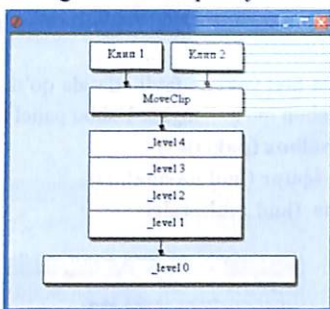 Клип 1
Клип 2
MoveClip
_level 4
_level 3
_level 2
_level 1
_level 0